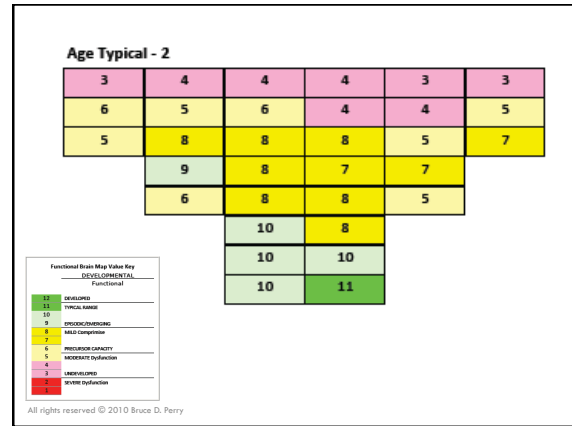 Age Typical - 2
3 4 4 4 3 3
6 5 6 4 4 5
5 8 8 8 5 7
9 8 7 7
6 8 8 5
10 8
10 10
10 11
Functional Brain Map Value Key
DEVELOPMENTAL
Functional
12 DEVELOPED
11 TYPICAL RANGE
10
9 EPISODIC/EMERGING
8 MILD Compromise
7
6 PRECURSOR CAPACITY
5 MODERATE Dysfunction
4
3 UNDEVELOPED
2 SEVERE Dysfunction
1
All rights reserved © 2010 Bruce D. Perry